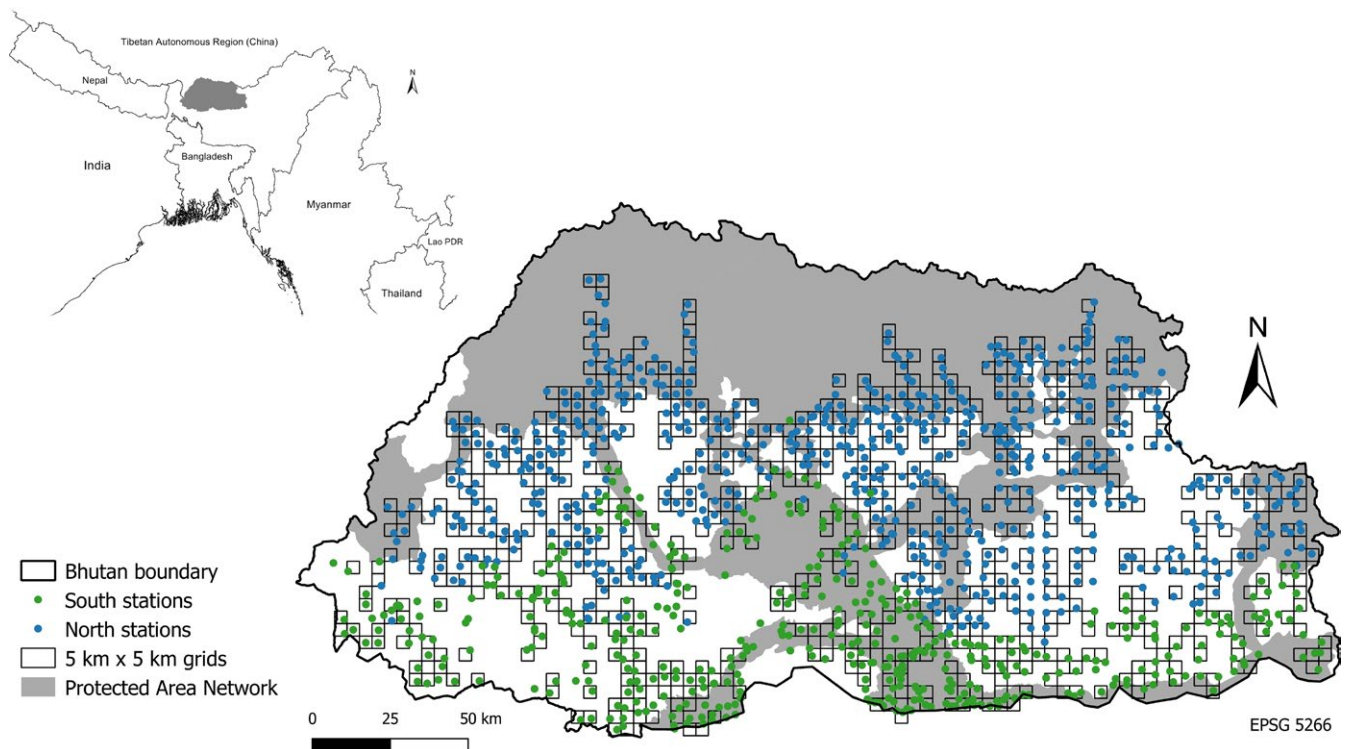 Tibetan Autonomous Region (China)
Nepal
N
India
Bangladesh
Myanmar
Lao PDR
Thailand
N
Bhutan boundary
South stations
North stations
5 km x 5 km grids
Protected Area Network
0 25 50 km
EPSG 5266